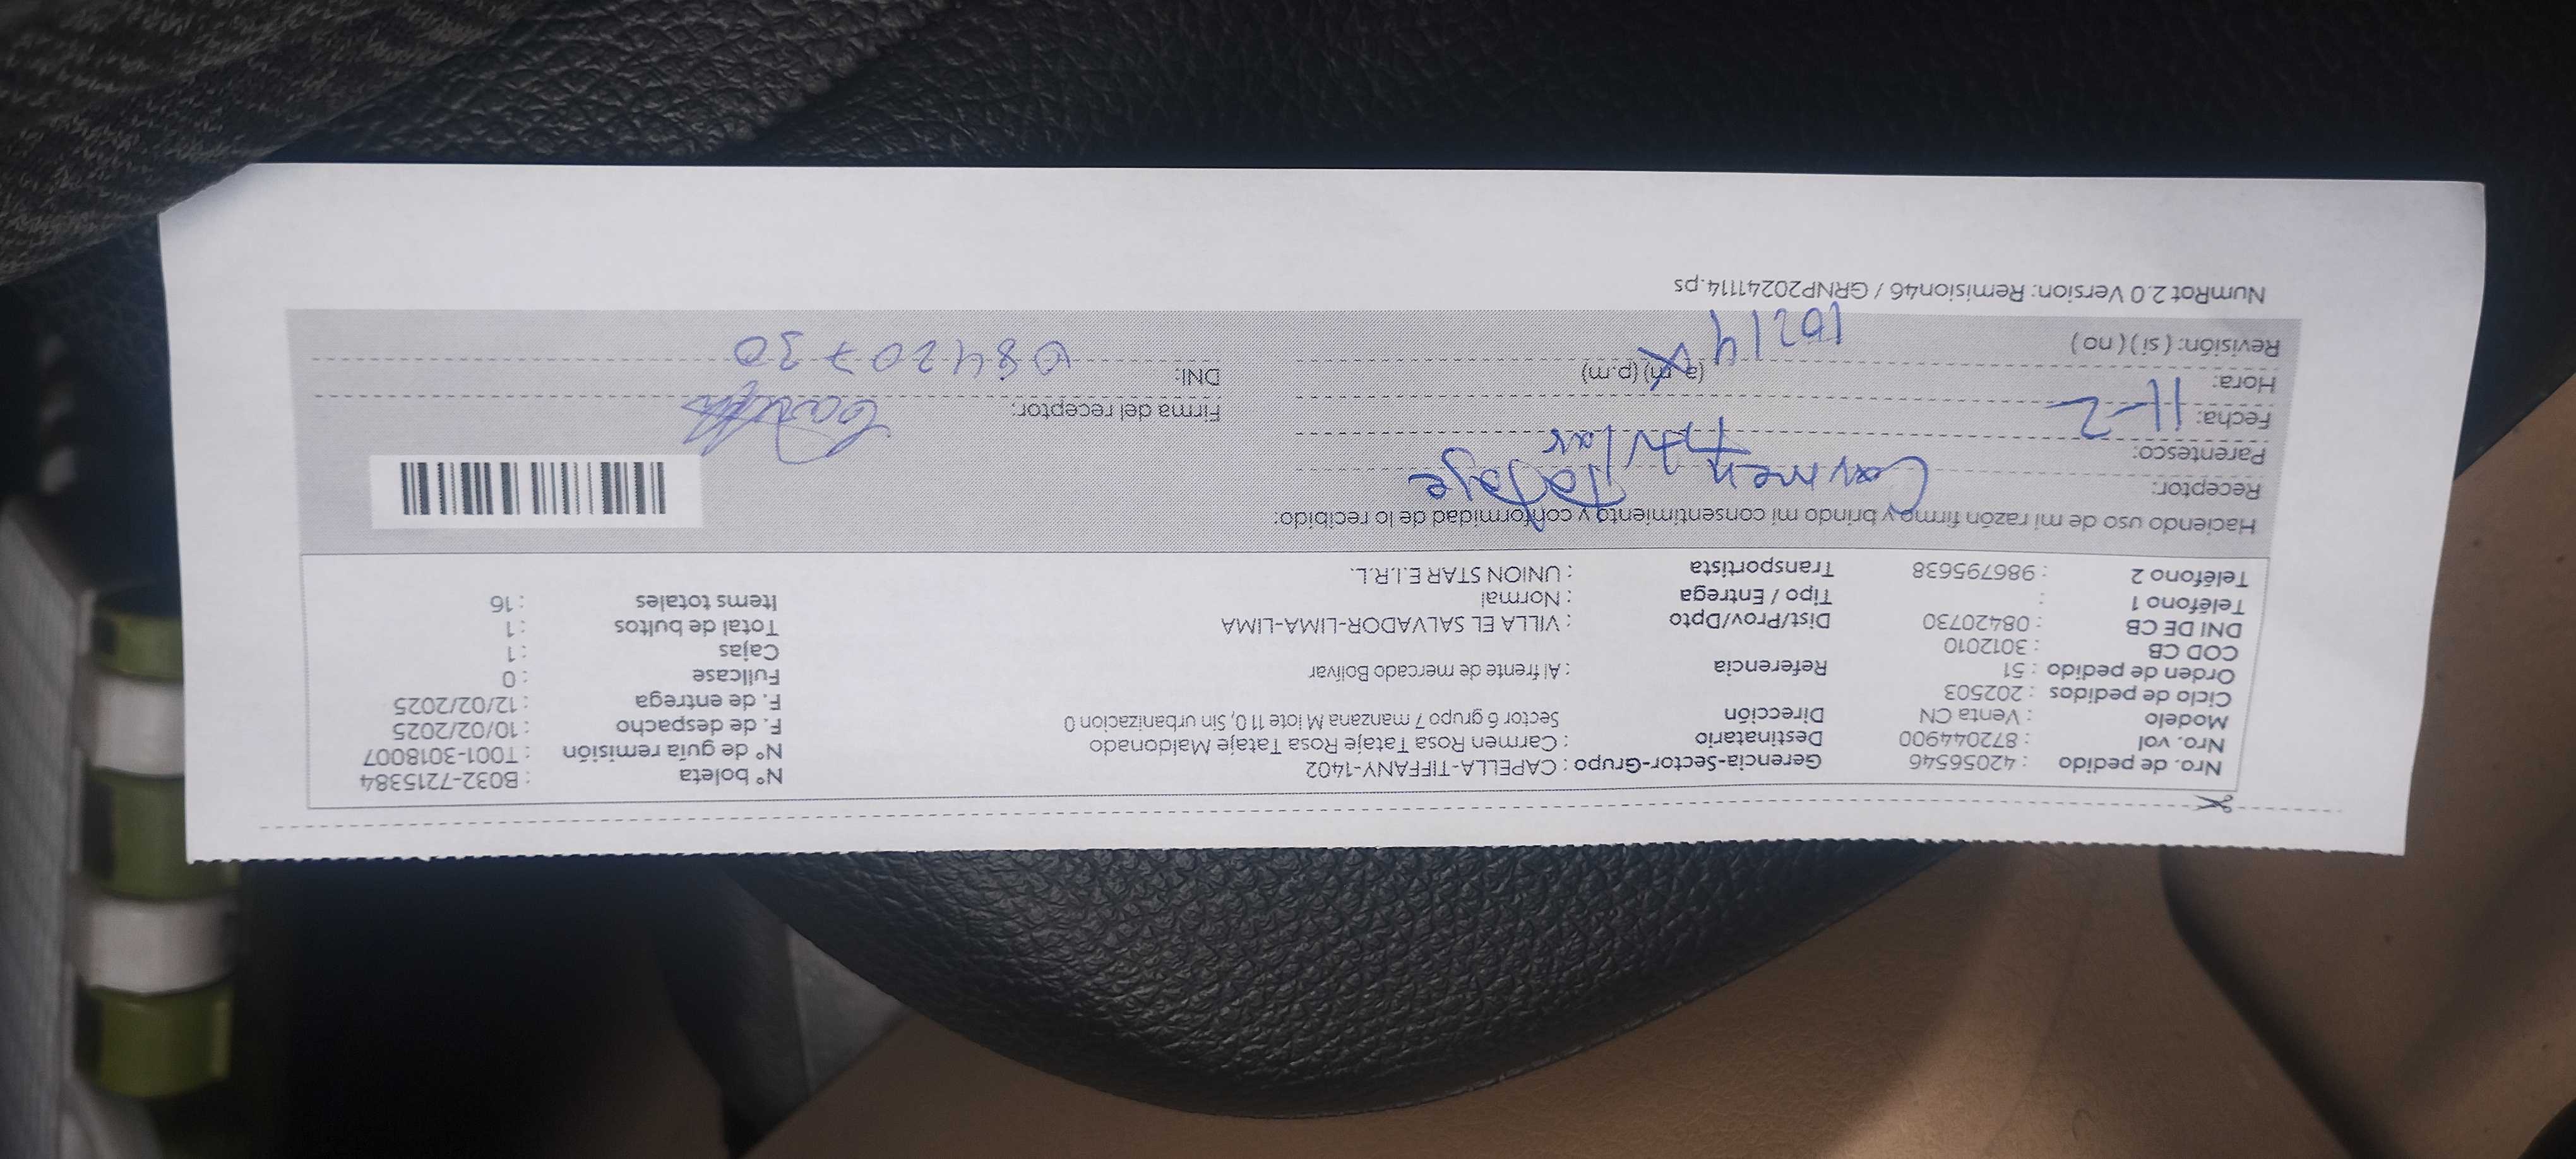 Nro. de pedido : 42056546 Gerencia-Sector-Grupo : CAPELLA-TIFFANY-1402 N° boleta : B032-7215384
Nro. vol : 872044900 Destinatario : Carmen Rosa Tataje Rosa Tataje Maldonado N° de guía remisión : T001-3018007
Modelo : Venta CN Dirección Sector 6 grupo 7 manzana M lote 11 0, Sin urbanizacion 0 F. de despacho : 10/02/2025
Ciclo de pedidos : 202503 F. de entrega : 12/02/2025
Orden de pedido : 51 Referencia : Al frente de mercado Bolivar Fullcase : 0
COD CB : 3012010 Cajas : 1
DNI DE CB : 08420730 Dist/Prov/Dpto : VILLA EL SALVADOR-LIMA-LIMA Total de bultos : 1
Teléfono 1 : Tipo / Entrega : Normal Items totales : 16
Teléfono 2 : 986795638 Transportista : UNION STAR E.I.R.L.
Haciendo uso de mi razón firmo y brindo mi consentimiento y conformidad de lo recibido:
Receptor: Carmen Tataje
Parentesco: titular
Fecha: 11-2 Firma del receptor:
Hora: (a.m) (p.m) DNI: 08420730
Revisión: ( si ) ( no )
NumRot 2.0 Version: Remision46 / GRNP20241114.ps